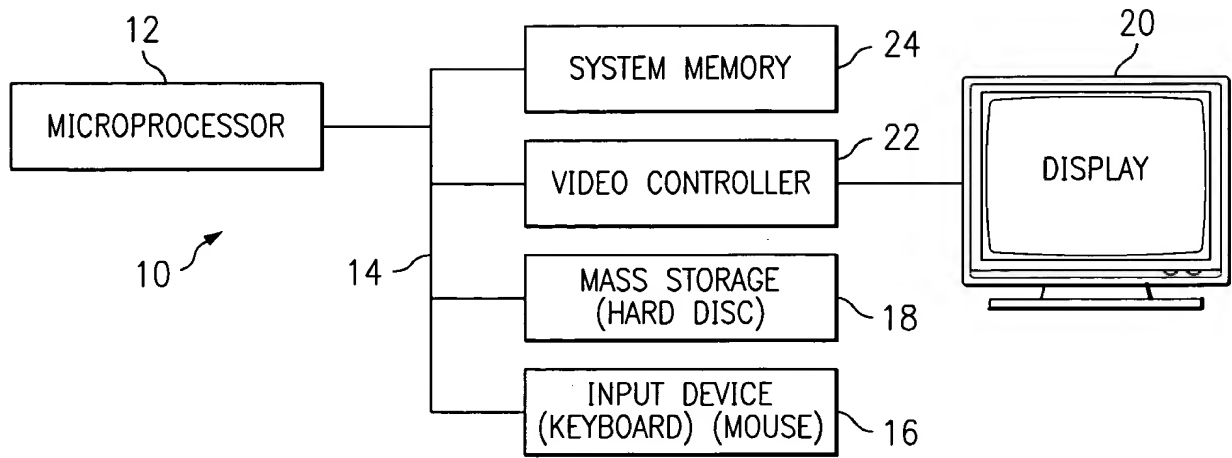 12
MICROPROCESSOR
10
14
SYSTEM MEMORY
24
VIDEO CONTROLLER
22
MASS STORAGE
(HARD DISC)
18
INPUT DEVICE
(KEYBOARD) (MOUSE)
16
20
DISPLAY